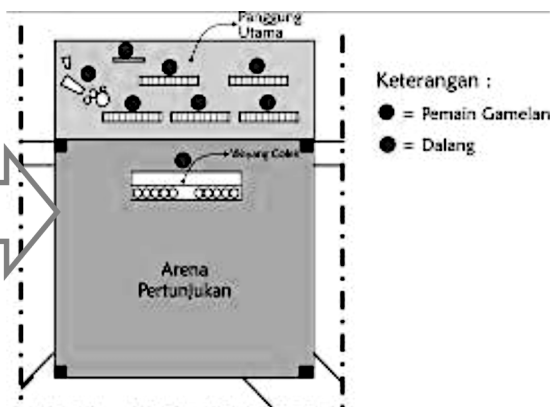 Panggung
Utama
Keterangan :
= Pemain Gamelan
= Dalang
Wayang Golek
Arena
Pertunjukan